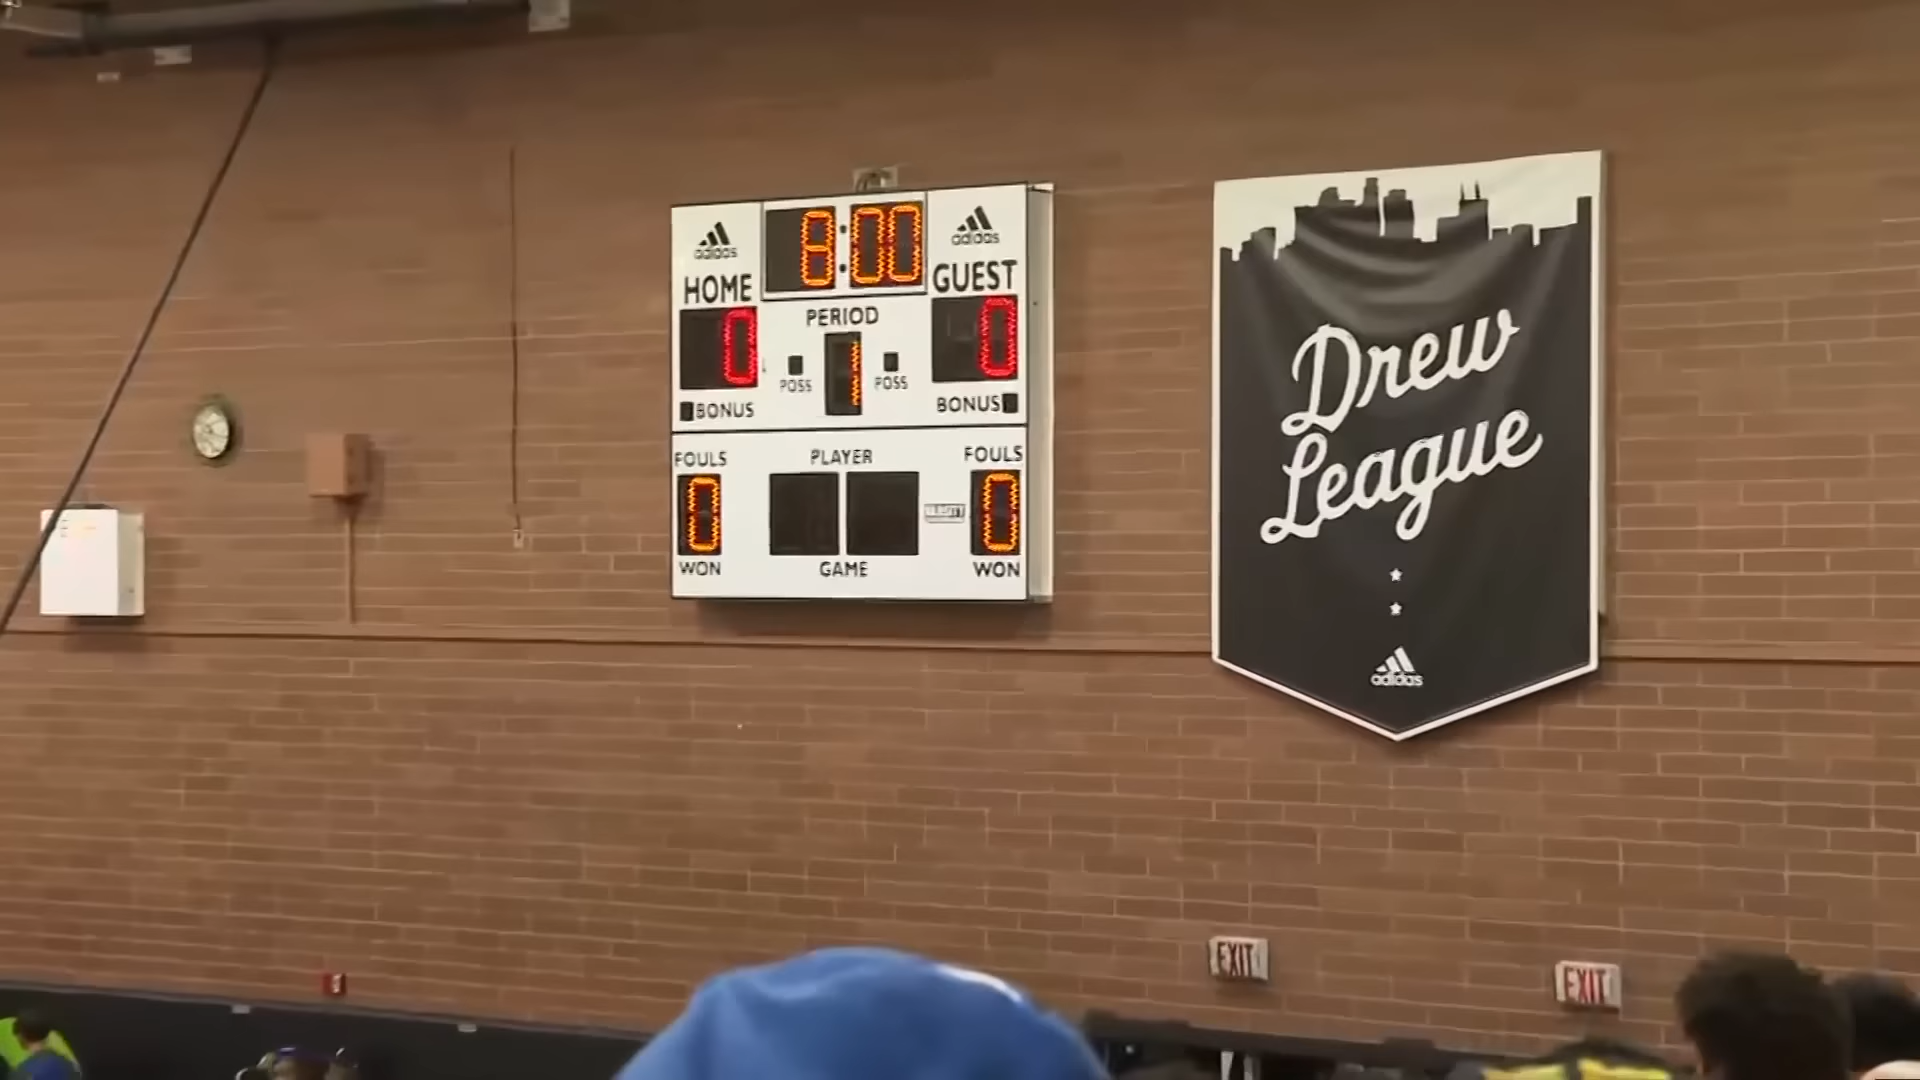 adidas
8:00
adidas
HOME
GUEST
0
PERIOD
0
POSS
1
POSS
BONUS
BONUS
FOULS
PLAYER
FOULS
0
0
WON
GAME
WON
Drew
League
adidas
EXIT
EXIT